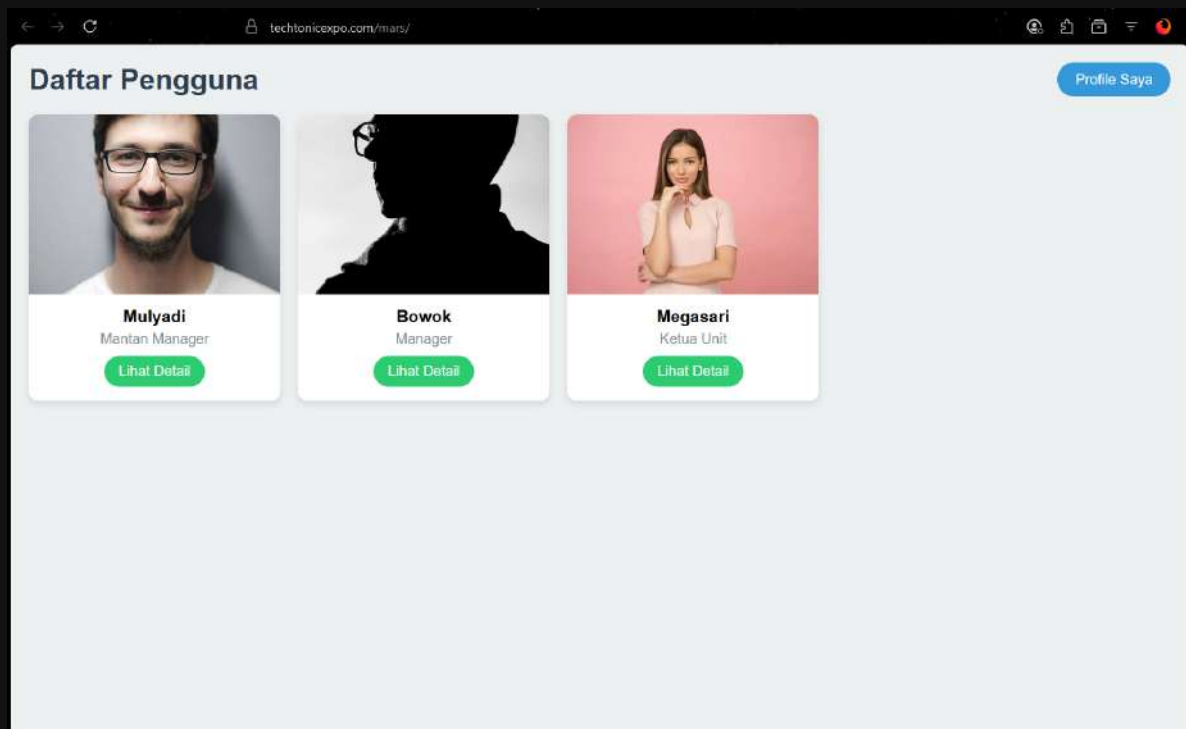 techtonicexpo.com/mars/
Daftar Pengguna
Profile Saya
Mulyadi
Mantan Manager
Lihat Detail
Bowok
Manager
Lihat Detail
Megasari
Ketua Unit
Lihat Detail